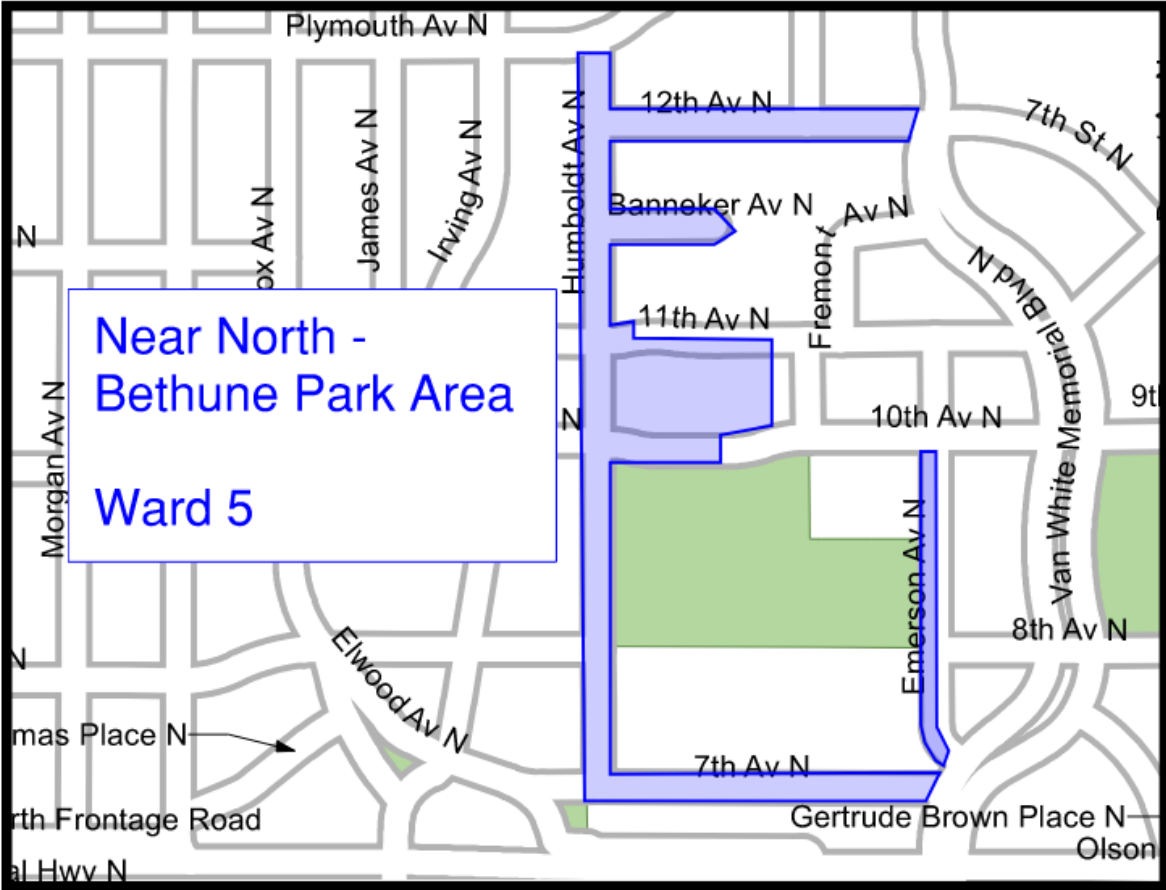 Plymouth Av N
12th Av N
7th St N
Humboldt Av N
James Av N
Irving Av N
ox Av N
Banneker Av N
Av N
Fremont
N
11th Av N
Van White Memorial Blvd N
Near North -
Bethune Park Area
Ward 5
Morgan Av N
N
10th Av N
9t
Emerson Av N
8th Av N
N
Elwood Av N
mas Place N
7th Av N
rth Frontage Road
Gertrude Brown Place N
Olson
al Hwy N